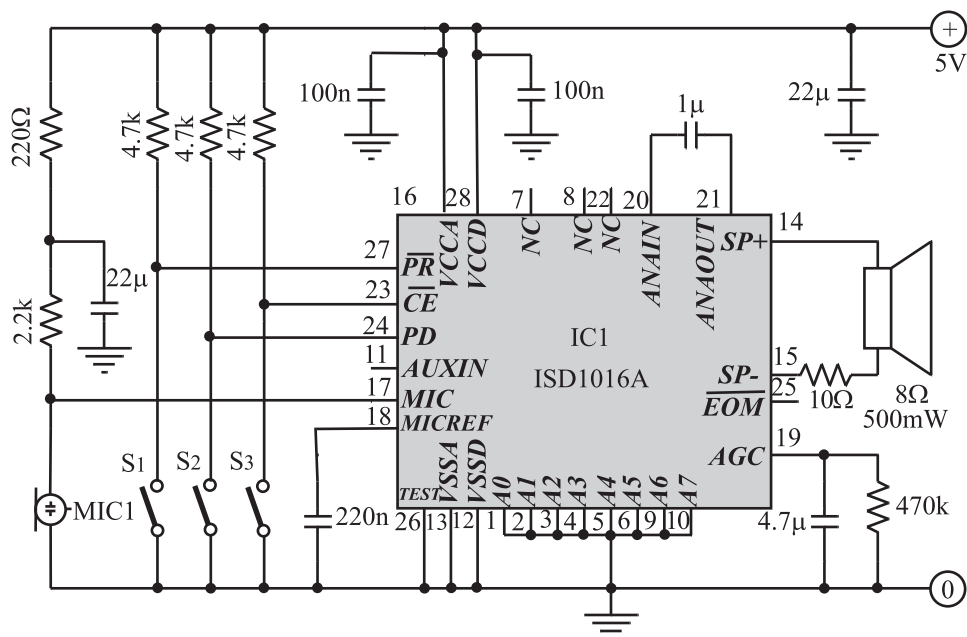 +
5V
220Ω
4.7k
4.7k
4.7k
100n
100n
1μ
22μ
16
28
7
8
22
20
21
VCCA
VCCD
NC
NC
NC
ANAIN
ANAOUT
SP+
14
27
PR
23
CE
24
PD
11
AUXIN
17
MIC
18
MICREF
22μ
2.2k
IC1
ISD1016A
SP-
15
EOM
25
10Ω
8Ω
500mW
AGC
19
S1
S2
S3
MIC1
220n
TEST
VSSA
VSSD
A0
A1
A2
A3
A4
A5
A6
A7
26
13
12
1
2
3
4
5
6
9
10
4.7μ
470k
0